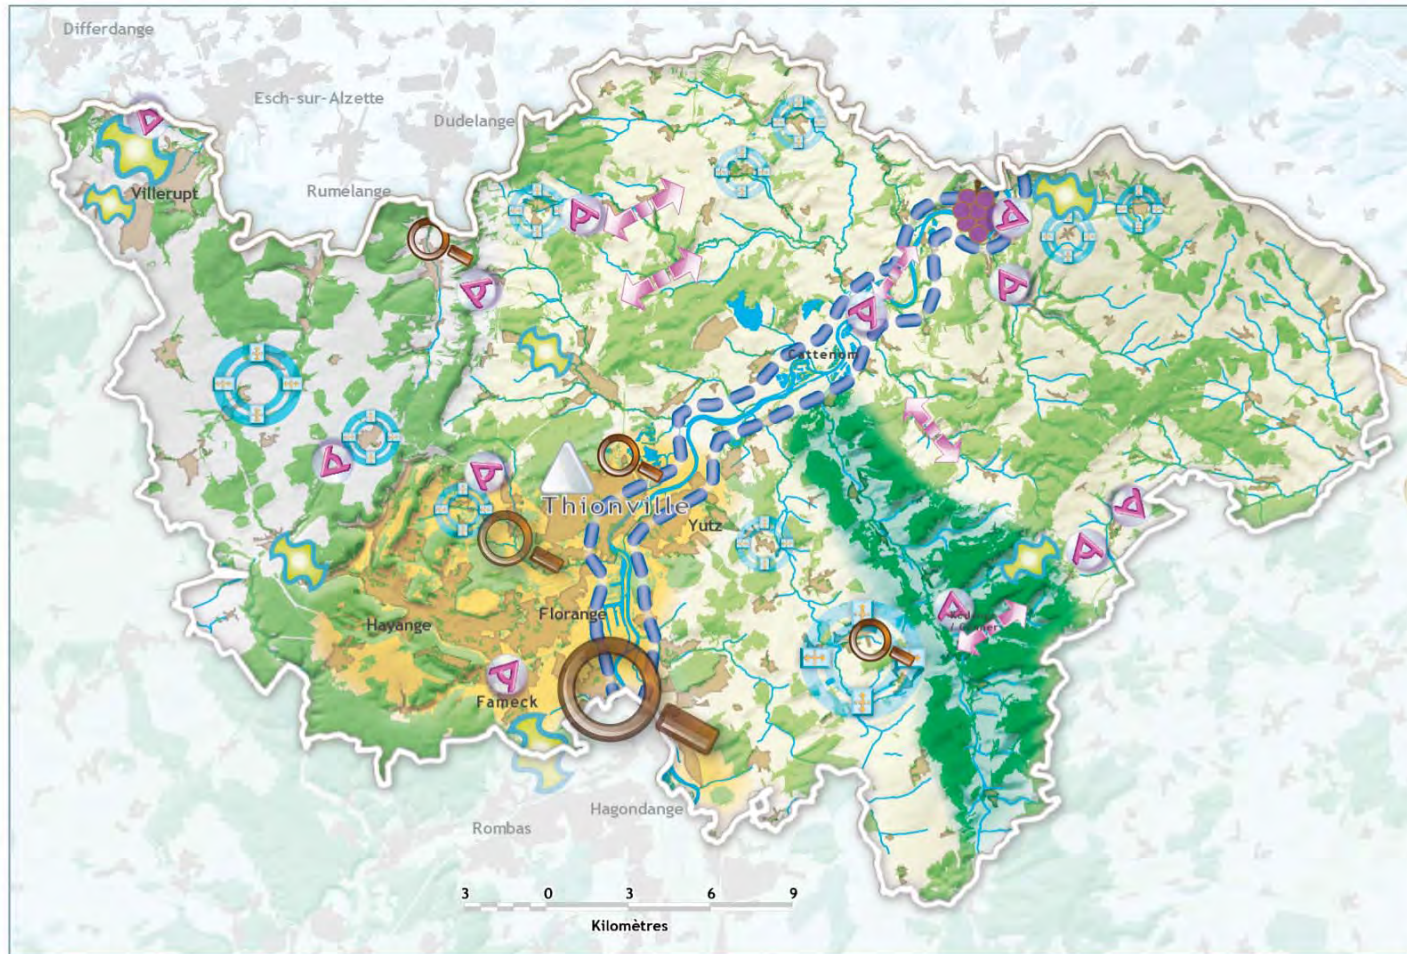 Differdange
Esch-sur-Alzette
Dudelange
Rumelange
Villerupt
Cattenom
Thionville
Yutz
Florange
Hayange
Fameck
Hagondange
Rombas
3 0 3 6 9
Kilomètres